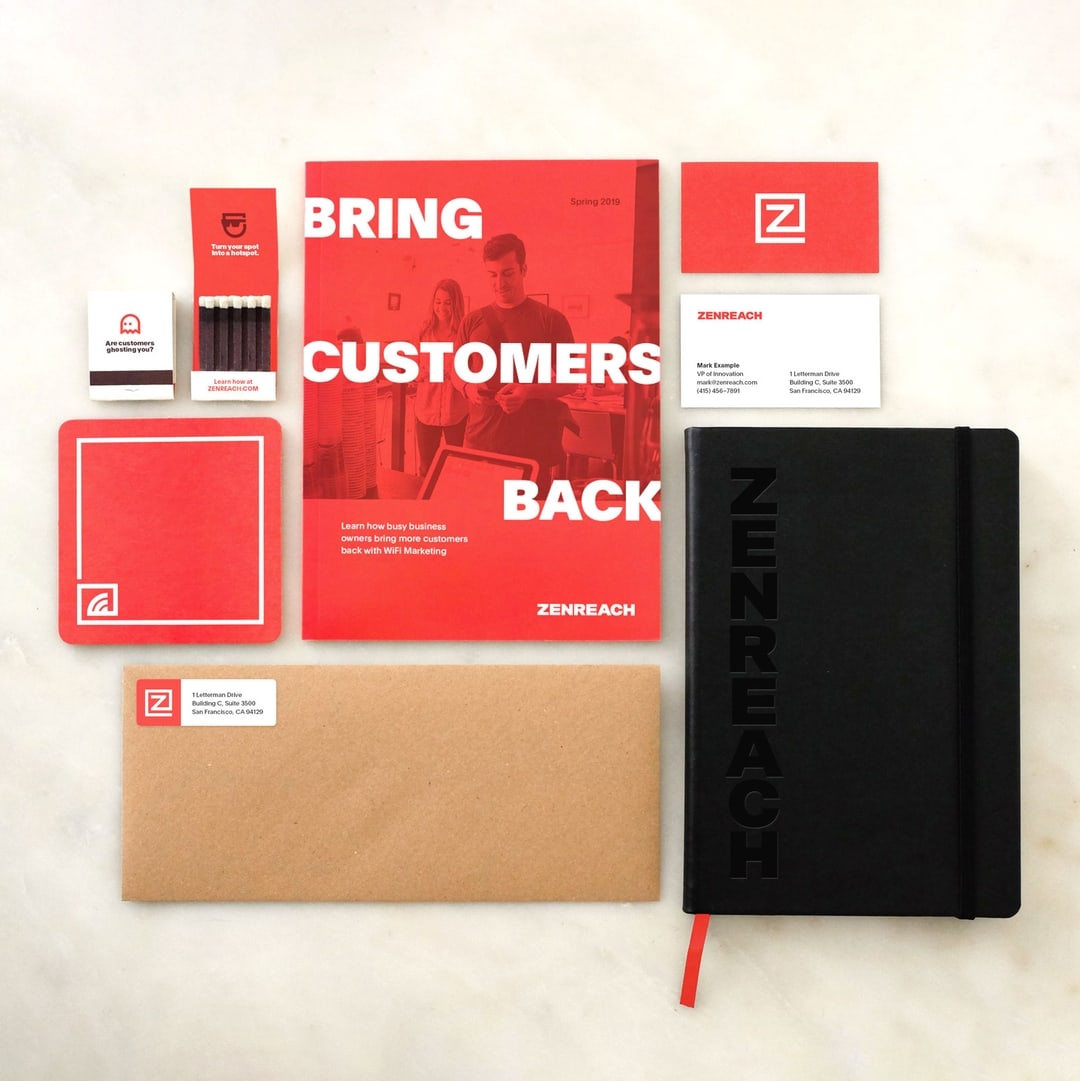 BRING
Spring 2019
CUSTOMERS
BACK
Learn how busy business
owners bring more customers
back with WiFi Marketing
ZENREACH
Turn your spot
into a hotspot.
Learn how at
ZENREACH.COM
Are customers
ghosting you?
Z
ZENREACH
Mark Example
VP of Innovation
mark@zenreach.com
(415) 456-7891
1 Letterman Drive
Building C, Suite 3500
San Francisco, CA 94129
Z
1 Letterman Drive
Building C, Suite 3500
San Francisco, CA 94129
ZENREACH